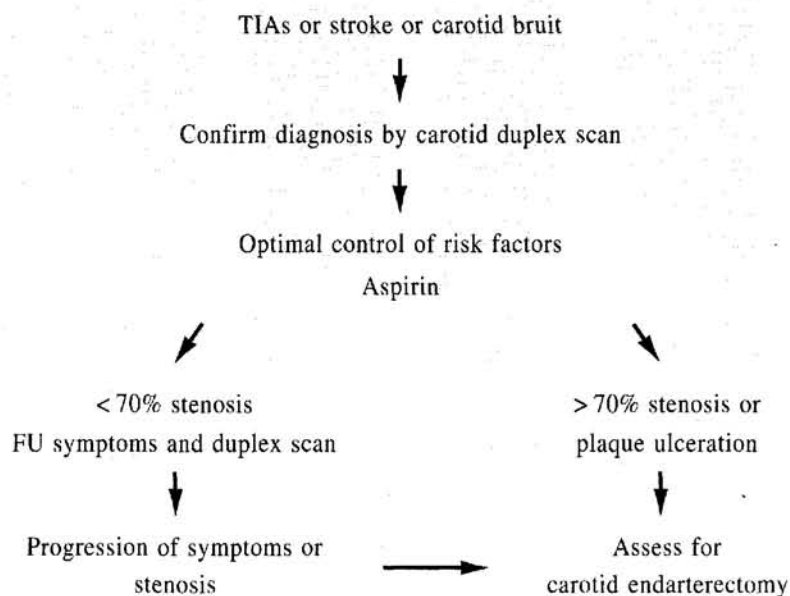 TIAs or stroke or carotid bruit
Confirm diagnosis by carotid duplex scan
Optimal control of risk factors
Aspirin
<70% stenosis
FU symptoms and duplex scan
>70% stenosis or
plaque ulceration
Progression of symptoms or
stenosis
Assess for
carotid endarterectomy